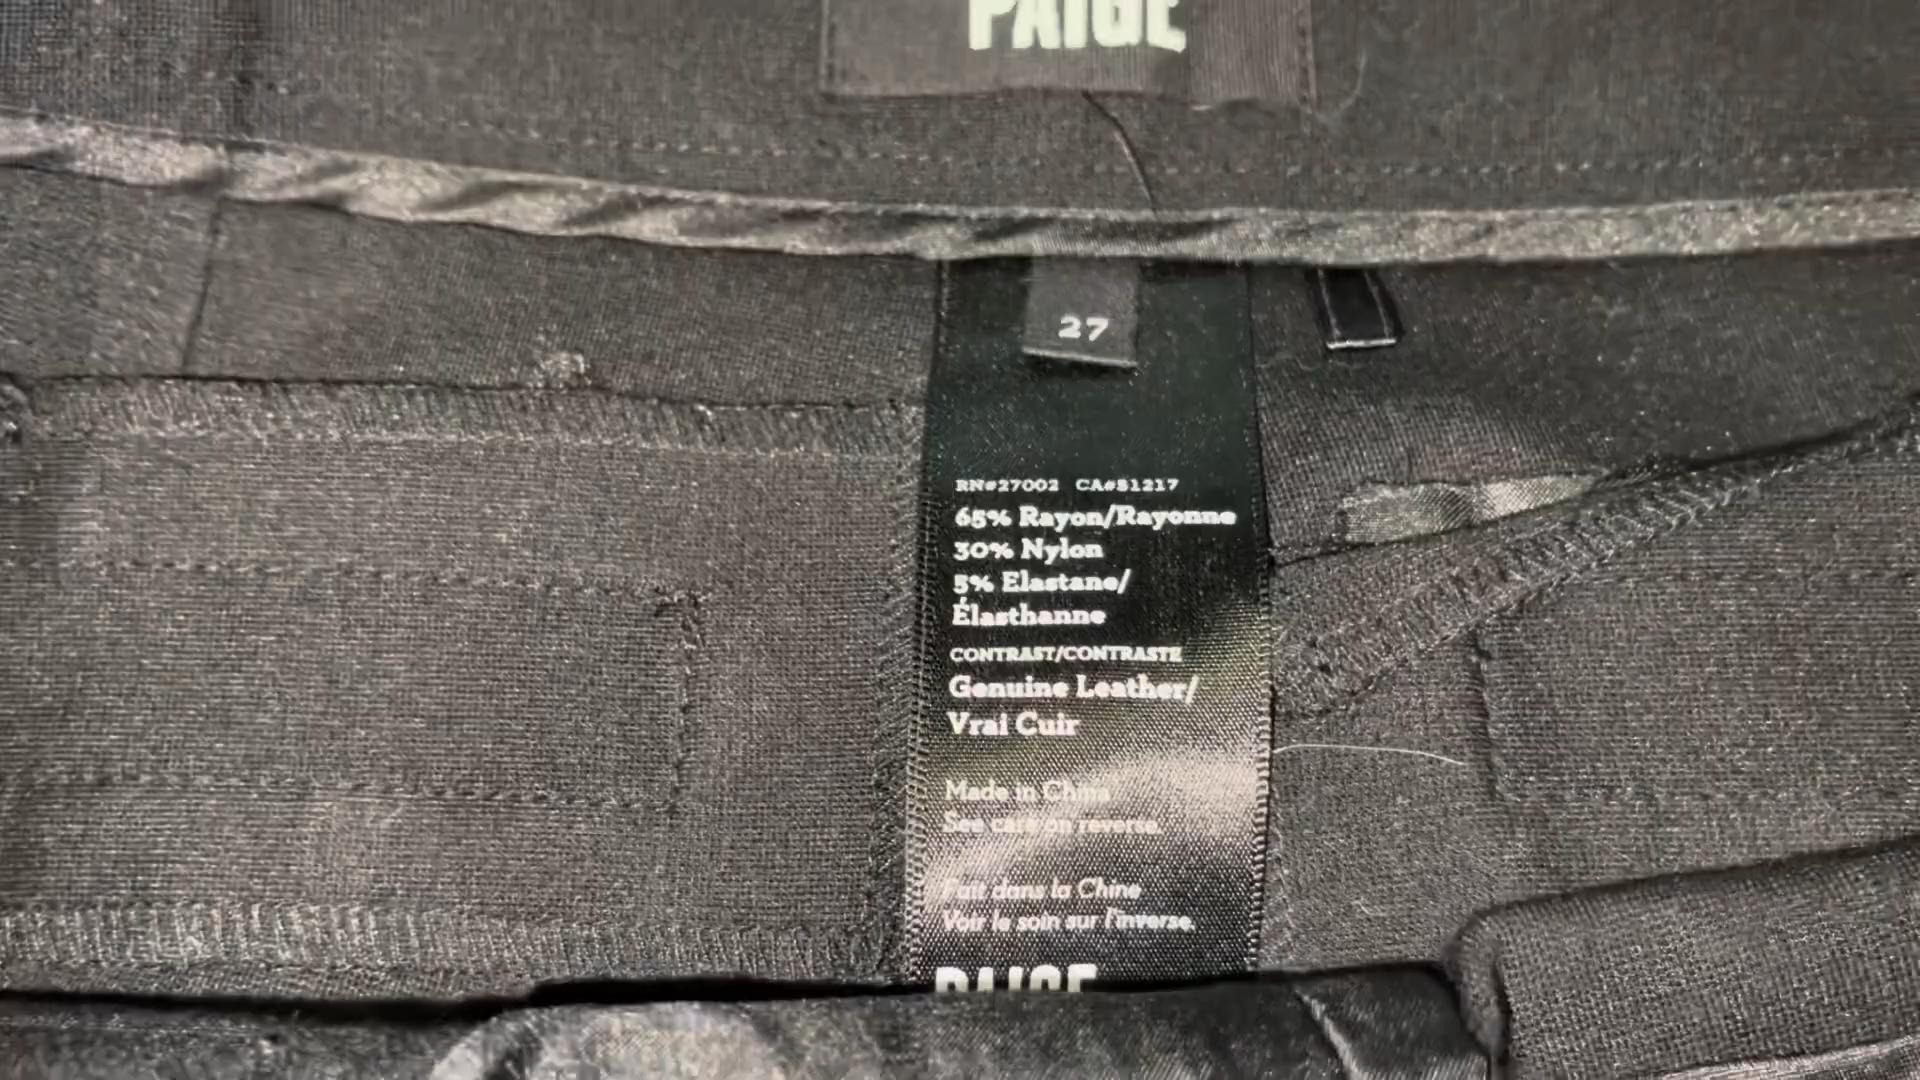 PAIGE
27
RN#27002 CA#51217
65% Rayon/Rayonne
30% Nylon
5% Elastane/
Élasthanne
CONTRAST/CONTRASTE
Genuine Leather/
Vrai Cuir
Made in China
See care on reverse.
Fait dans la Chine
Voir le soin sur l'inverse.
PAIGE